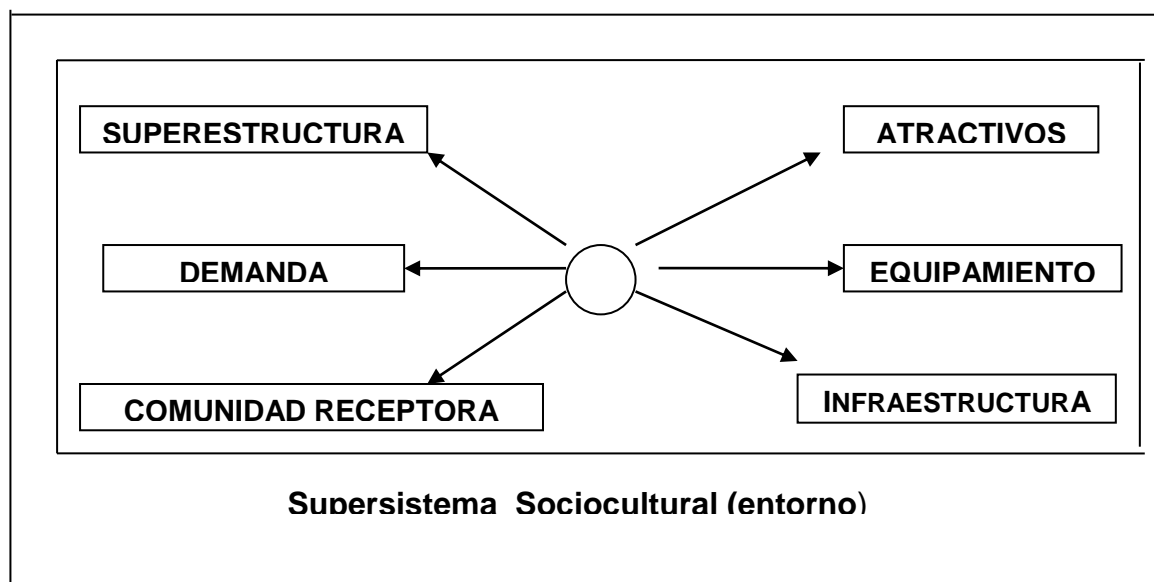 SUPERESTRUCTURA
ATRACTIVOS
DEMANDA
EQUIPAMIENTO
COMUNIDAD RECEPTORA
INFRAESTRUCTURA
Supersistema Sociocultural (entorno)